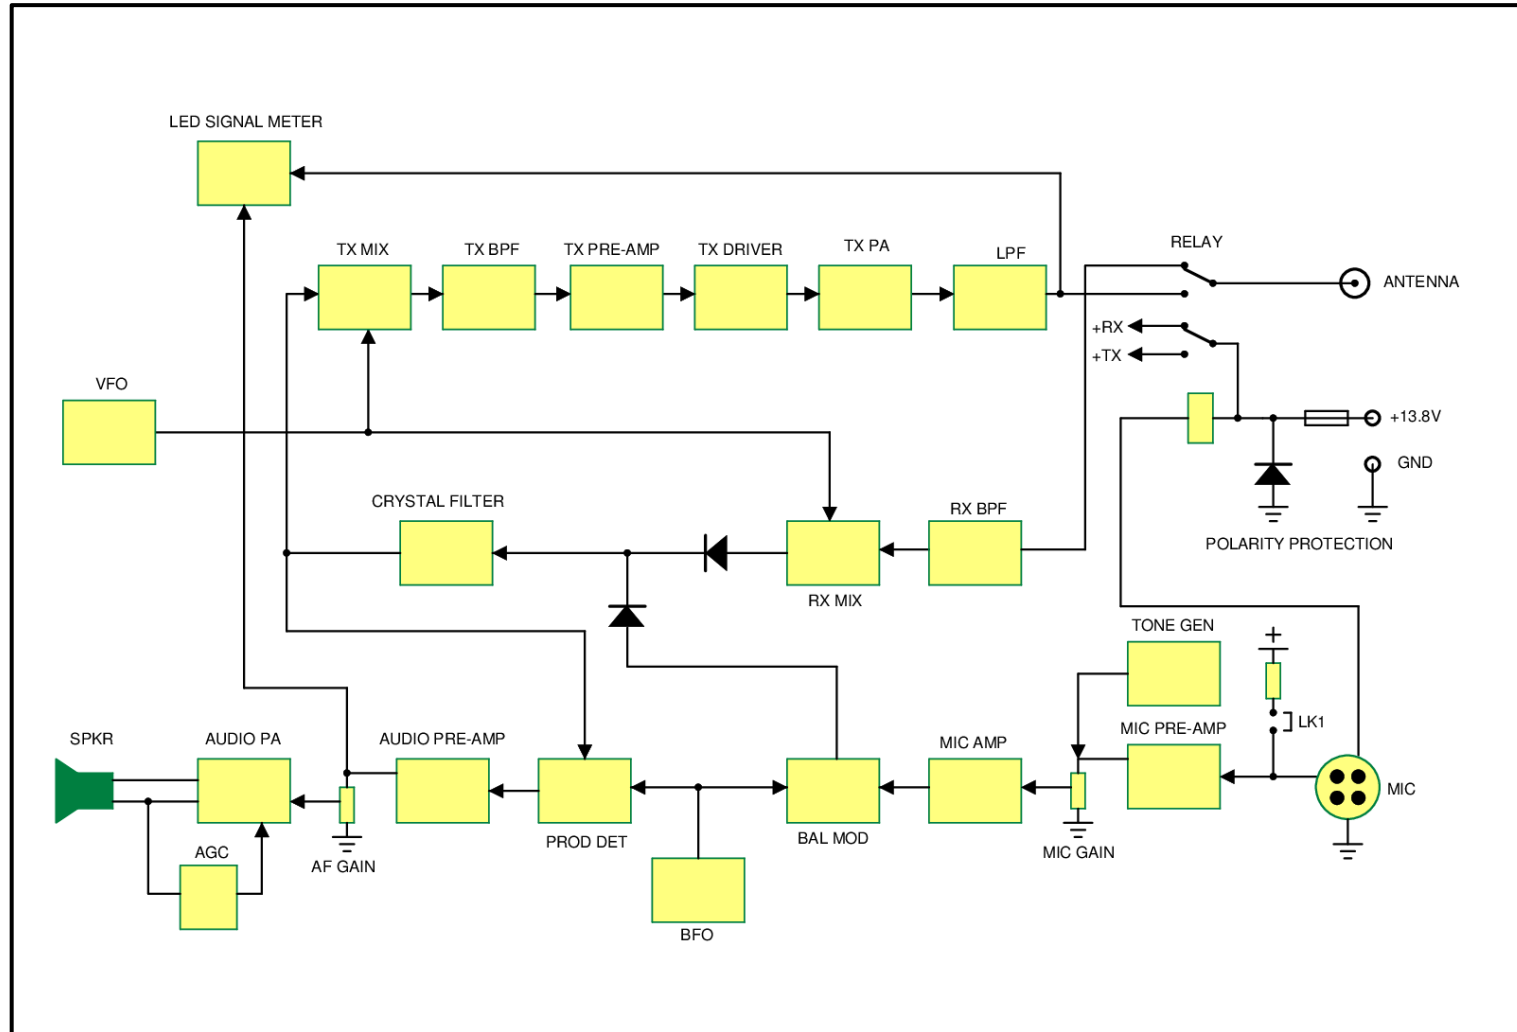 LED SIGNAL METER
TX MIX
TX BPF
TX PRE-AMP
TX DRIVER
TX PA
LPF
RELAY
ANTENNA
+RX
+TX
VFO
+13.8V
GND
CRYSTAL FILTER
RX BPF
POLARITY PROTECTION
RX MIX
TONE GEN
+
LK1
SPKR
AUDIO PA
AUDIO PRE-AMP
MIC AMP
MIC PRE-AMP
MIC
PROD DET
BAL MOD
AGC
AF GAIN
MIC GAIN
BFO